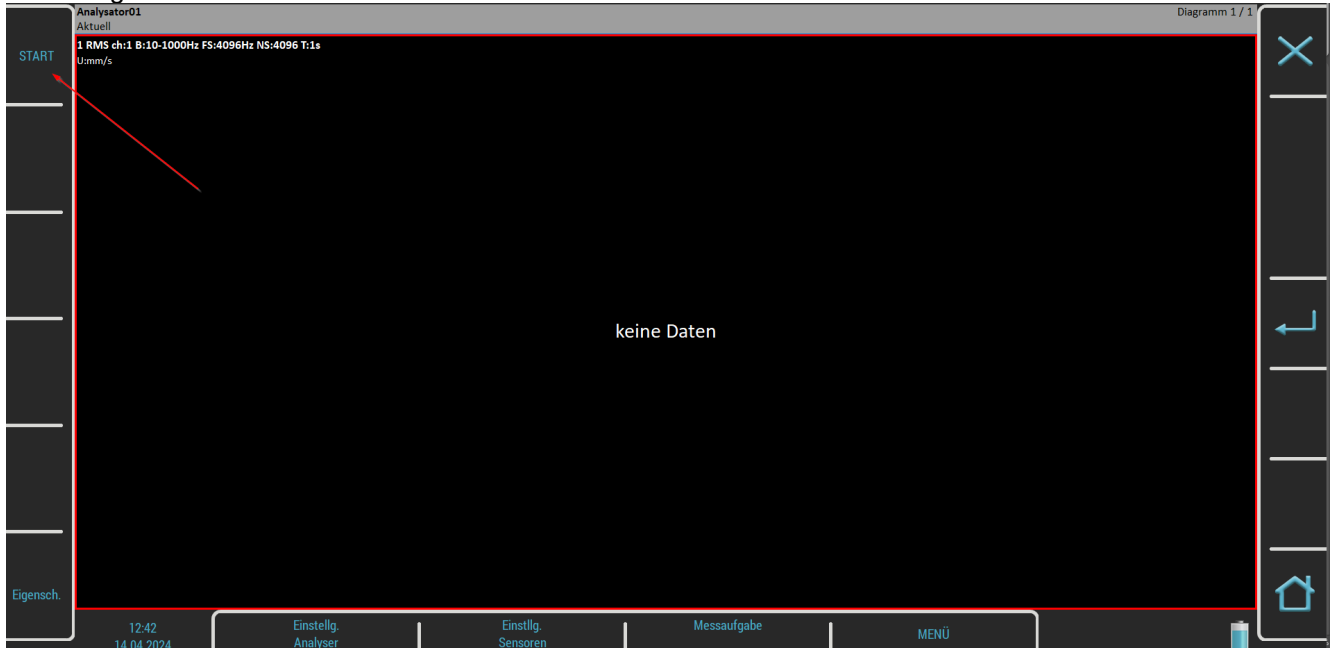 Analysator01
Diagramm 1 / 1
Aktuell
START
1 RMS ch:1 B:10-1000Hz FS:4096Hz NS:4096 T:1s
U:mm/s
keine Daten
Eigensch.
12:42
14.04.2024
Einstellg.
Analyser
Einstllg.
Sensoren
Messaufgabe
MENÜ